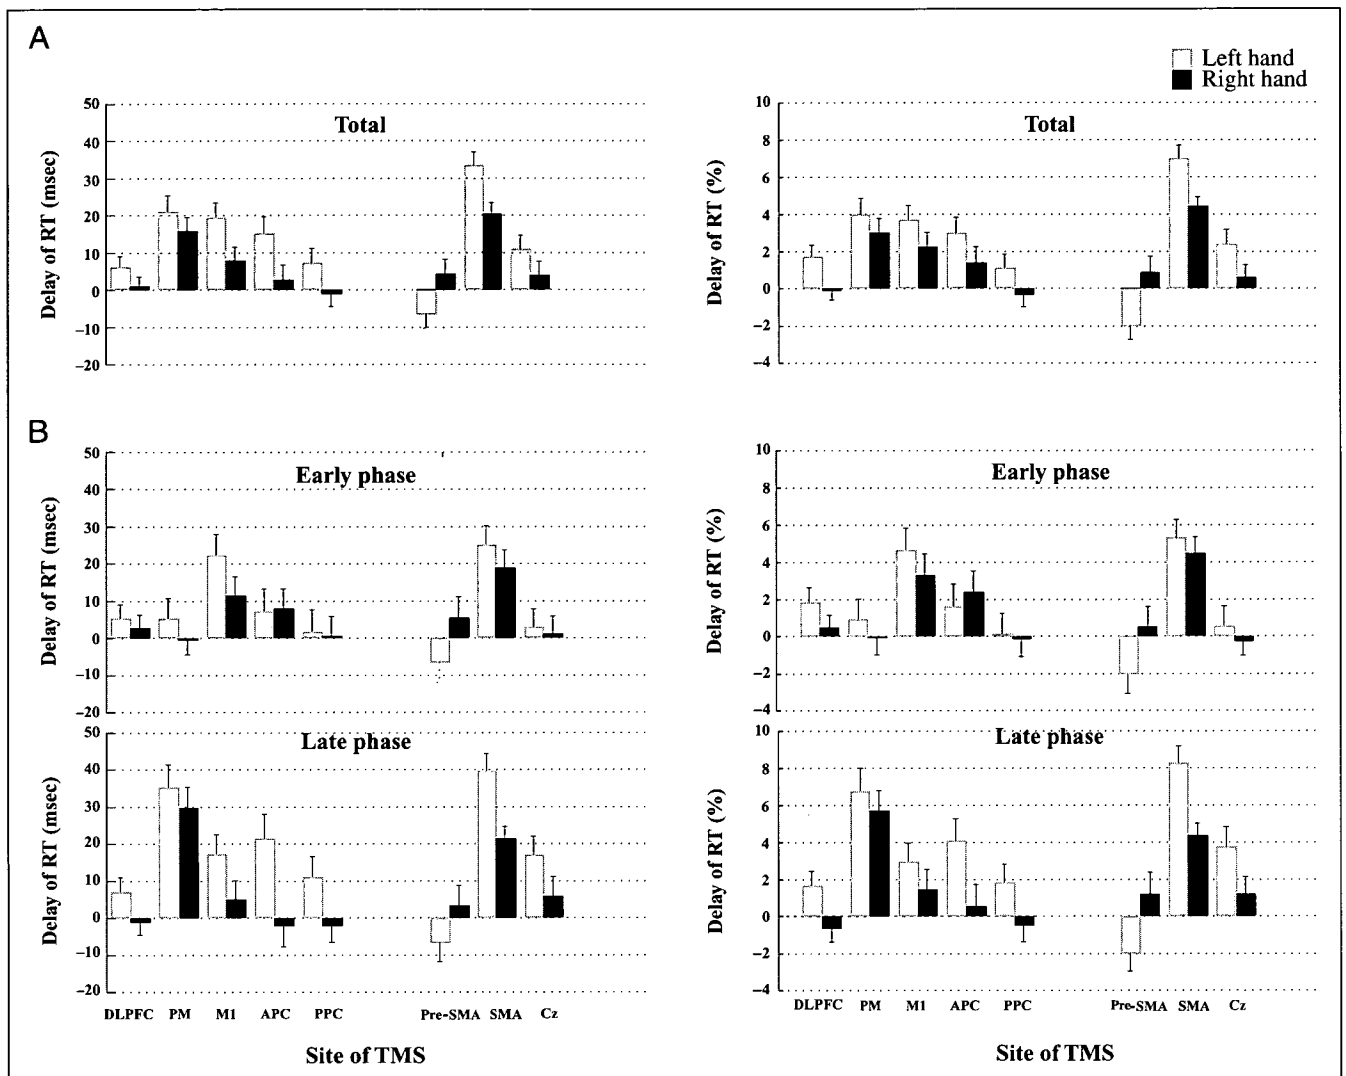 A
Left hand
Right hand
Total
Delay of RT (msec)
50
40
30
20
10
0
−10
−20
Total
Delay of RT (%)
10
8
6
4
2
0
−2
−4
B
Early phase
Delay of RT (msec)
50
40
30
20
10
0
−10
−20
Early phase
Delay of RT (%)
10
8
6
4
2
0
−2
−4
Late phase
Delay of RT (msec)
50
40
30
20
10
0
−10
−20
DLPFC PM M1 APC PPC Pre-SMA SMA Cz
Site of TMS
Late phase
Delay of RT (%)
10
8
6
4
2
0
−2
−4
DLPFC PM M1 APC PPC Pre-SMA SMA Cz
Site of TMS